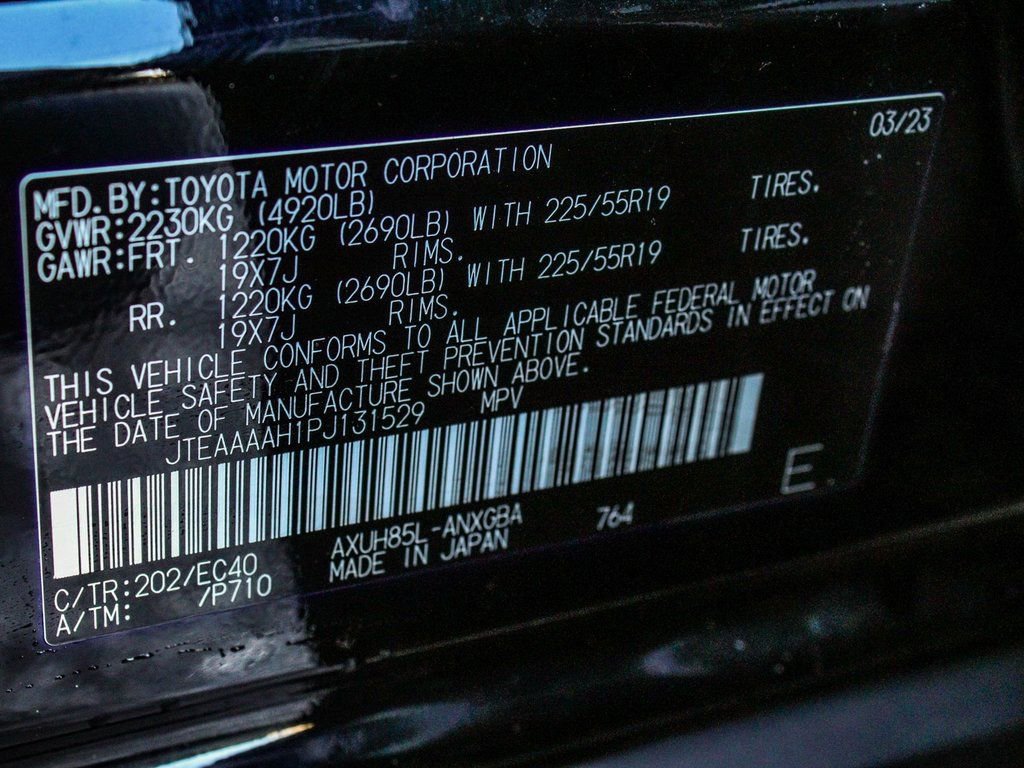 03/23
MFD. BY: TOYOTA MOTOR CORPORATION
GVWR: 2230KG (4920LB)
GAWR: FRT. 1220KG (2690LB) WITH 225/55R19 TIRES.
19X7J RIMS.
RR. 1220KG (2690LB) WITH 225/55R19 TIRES.
19X7J RIMS.
THIS VEHICLE CONFORMS TO ALL APPLICABLE FEDERAL MOTOR
VEHICLE SAFETY AND THEFT PREVENTION STANDARDS IN EFFECT ON
THE DATE OF MANUFACTURE SHOWN ABOVE.
JTEAAAAH1PJ131529 MPV
E
C/TR: 202/EC40 AXUH85L-ANXGBA 764
A/TM: /P710 MADE IN JAPAN